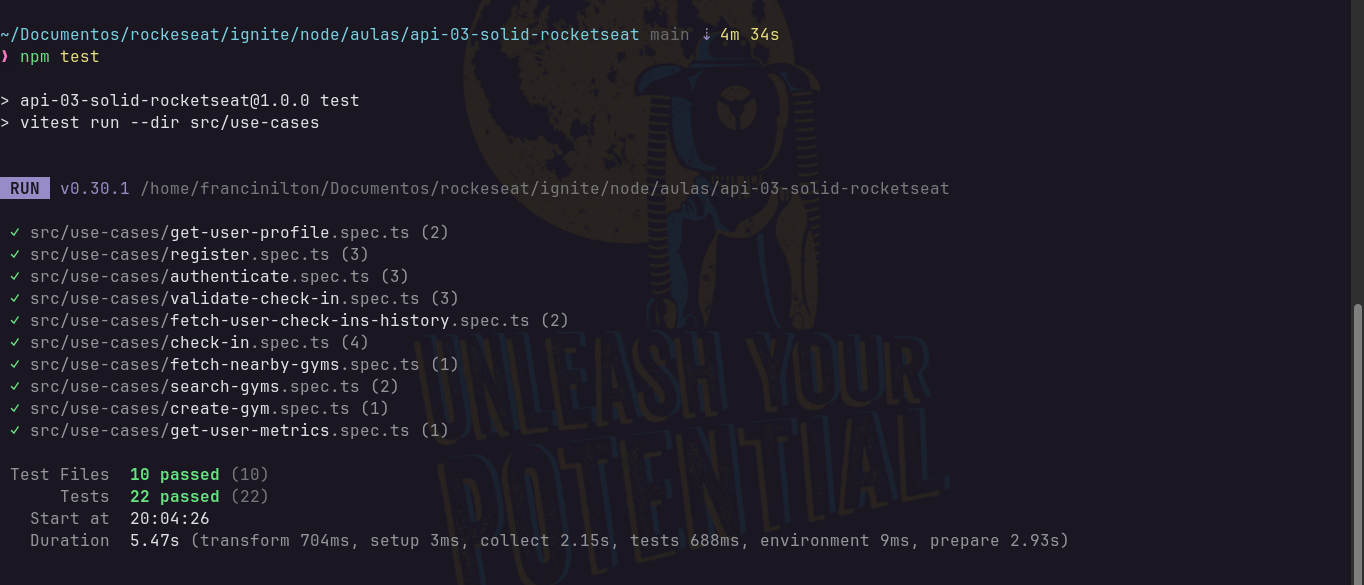 ~/Documentos/rockeseat/ignite/node/aulas/api-03-solid-rocketseat main ⇣ 4m 34s
❯ npm test
> api-03-solid-rocketseat@1.0.0 test
> vitest run --dir src/use-cases
RUN v0.30.1 /home/francinilton/Documentos/rockeseat/ignite/node/aulas/api-03-solid-rocketseat
✓ src/use-cases/get-user-profile.spec.ts (2)
✓ src/use-cases/register.spec.ts (3)
✓ src/use-cases/authenticate.spec.ts (3)
✓ src/use-cases/validate-check-in.spec.ts (3)
✓ src/use-cases/fetch-user-check-ins-history.spec.ts (2)
✓ src/use-cases/check-in.spec.ts (4)
✓ src/use-cases/fetch-nearby-gyms.spec.ts (1)
✓ src/use-cases/search-gyms.spec.ts (2)
✓ src/use-cases/create-gym.spec.ts (1)
✓ src/use-cases/get-user-metrics.spec.ts (1)
Test Files 10 passed (10)
Tests 22 passed (22)
Start at 20:04:26
Duration 5.47s (transform 704ms, setup 3ms, collect 2.15s, tests 688ms, environment 9ms, prepare 2.93s)
UNLEASH YOUR
POTENTIAL